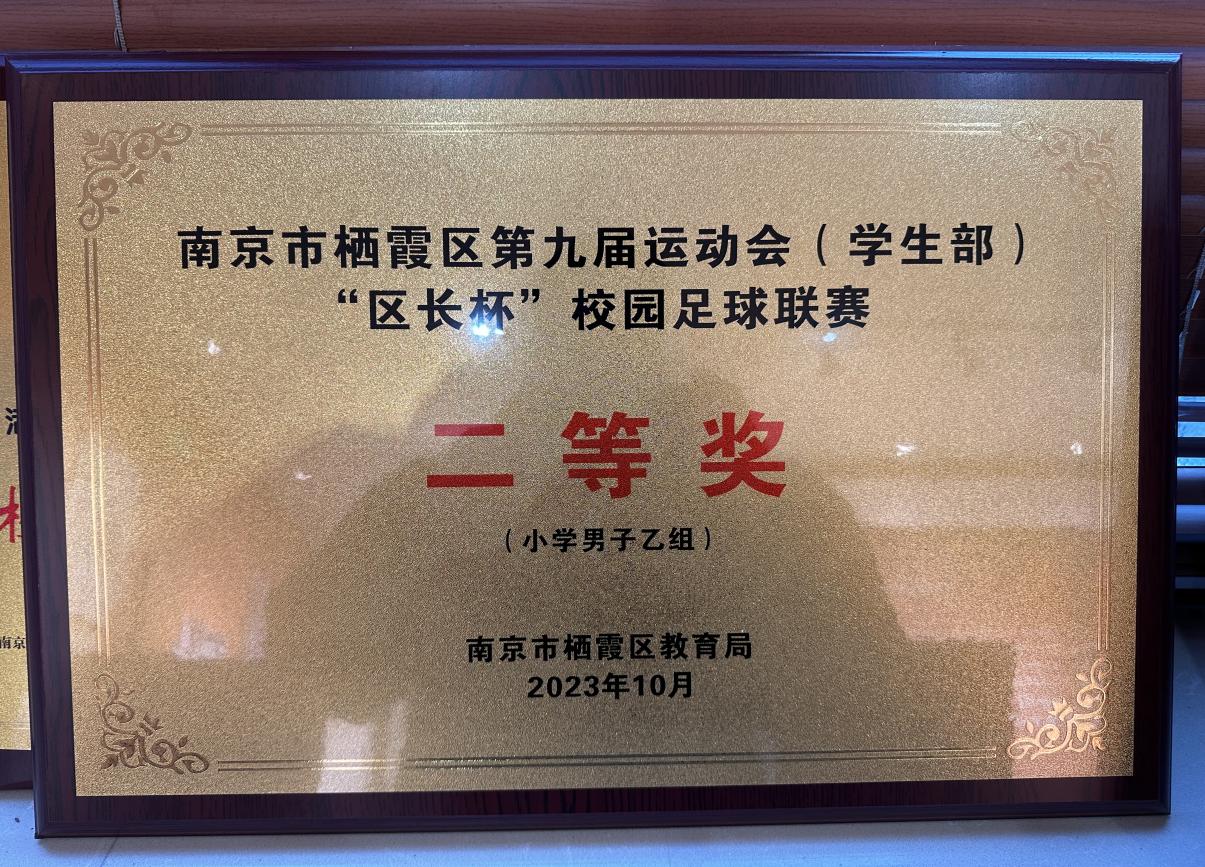 南京市栖霞区第九届运动会（学生部）
“区长杯”校园足球联赛
二等奖
（小学男子乙组）
南京市栖霞区教育局
2023年10月
南京